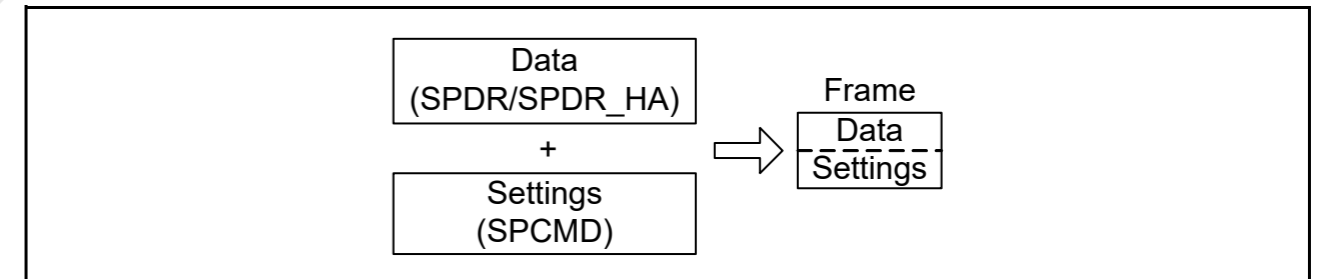 Data
(SPDR/SPDR_HA)
+
Settings
(SPCMD)
Frame
Data
Settings